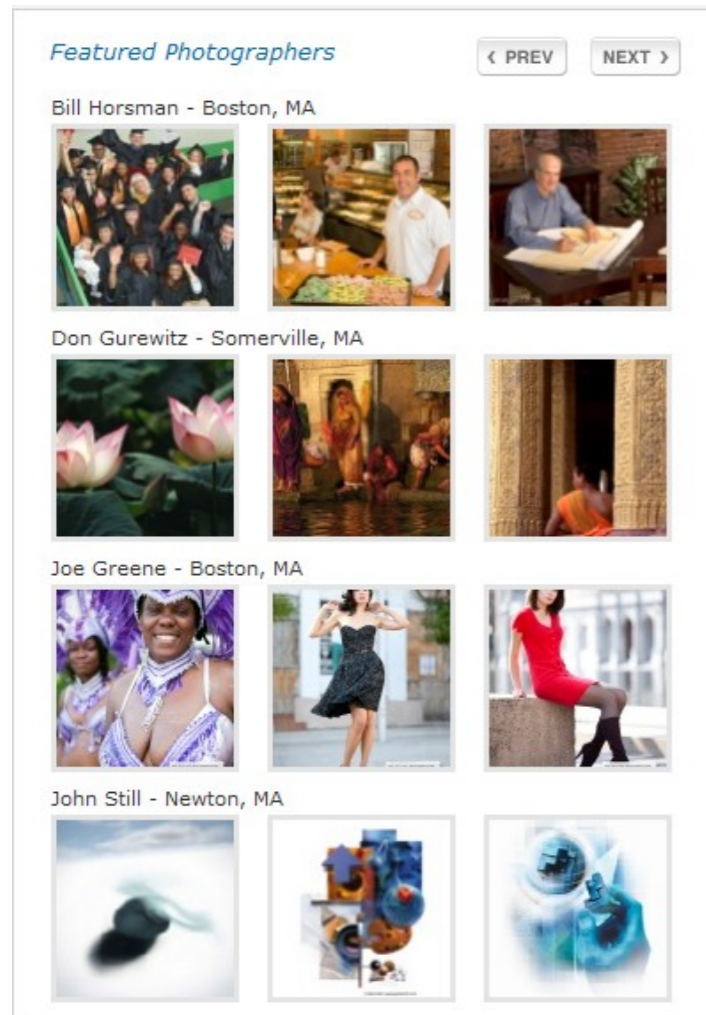 Featured Photographers
‹ PREV
NEXT ›
Bill Horsman - Boston, MA
Don Gurewitz - Somerville, MA
Joe Greene - Boston, MA
John Still - Newton, MA